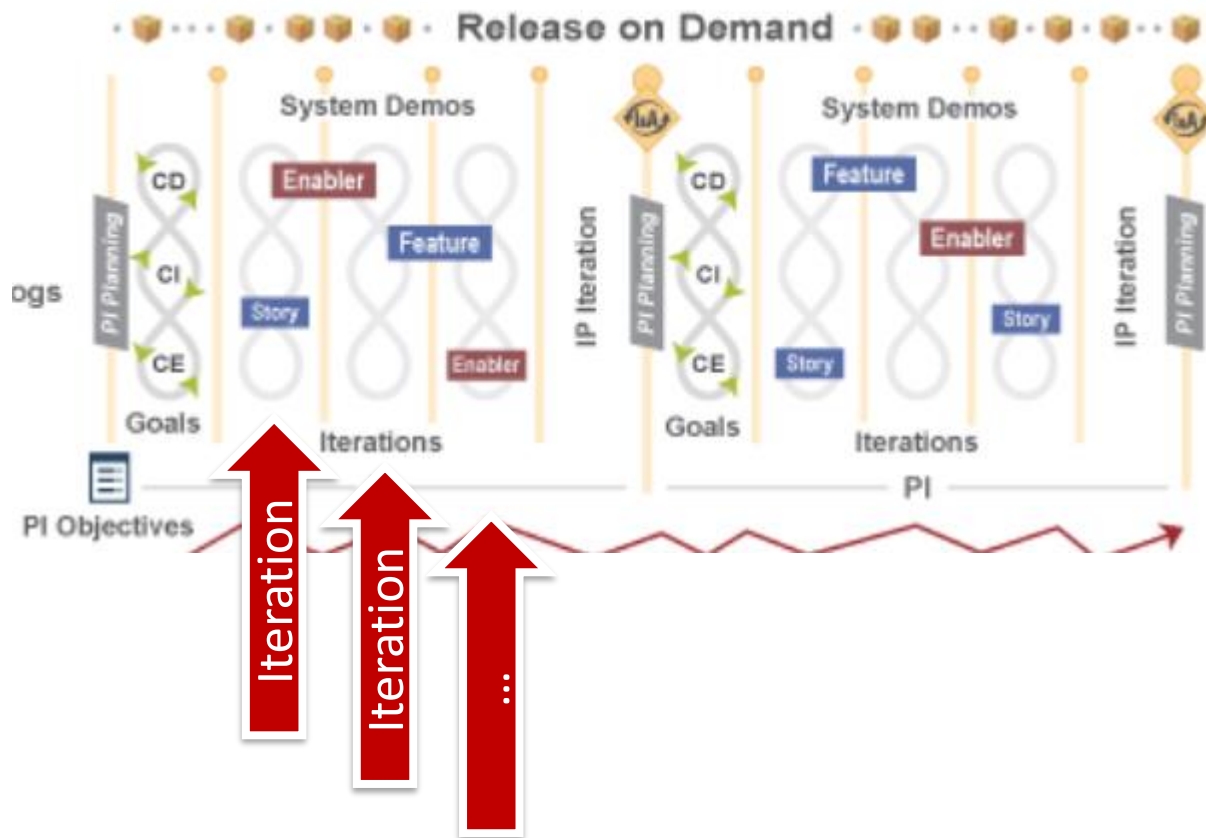 Release on Demand
System Demos
System Demos
CD
Enabler
Feature
CD
Feature
Enabler
PI Planning
CI
Story
IP Iteration
PI Planning
CI
Story
IP Iteration
PI Planning
ogs
CE
Enabler
CE
Story
Goals
Iterations
Goals
Iterations
PI
PI Objectives
Iteration
Iteration
...